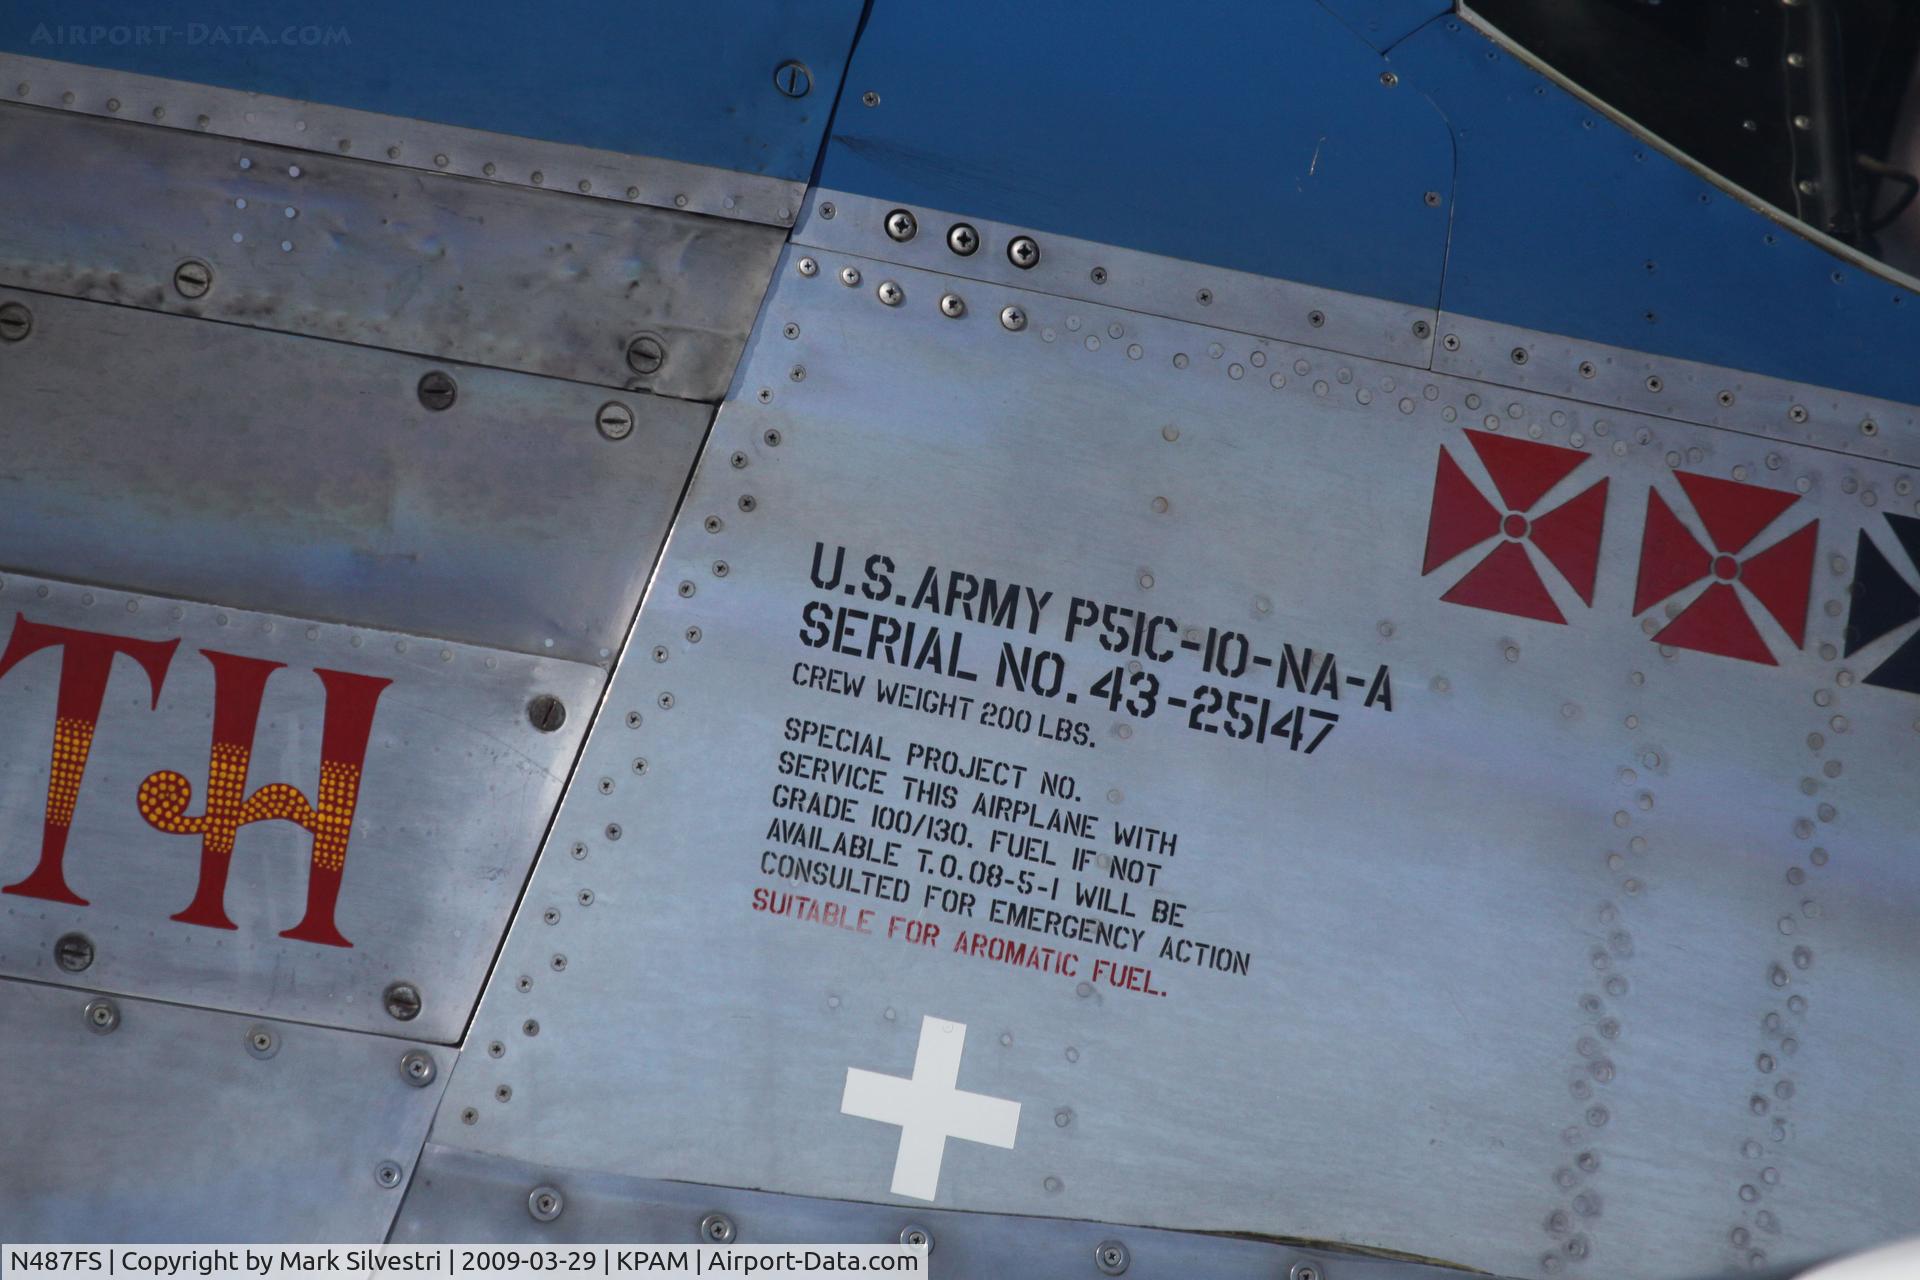 AIRPORT-DATA.COM
U.S. ARMY P51C-10-NA-A
SERIAL NO. 43-25147
CREW WEIGHT 200 LBS.
SPECIAL PROJECT NO.
SERVICE THIS AIRPLANE WITH
GRADE 100/130. FUEL IF NOT
AVAILABLE T.O.08-5-1 WILL BE
CONSULTED FOR EMERGENCY ACTION
SUITABLE FOR AROMATIC FUEL.
TH
N487FS | Copyright by Mark Silvestri | 2009-03-29 | KPAM | Airport-Data.com